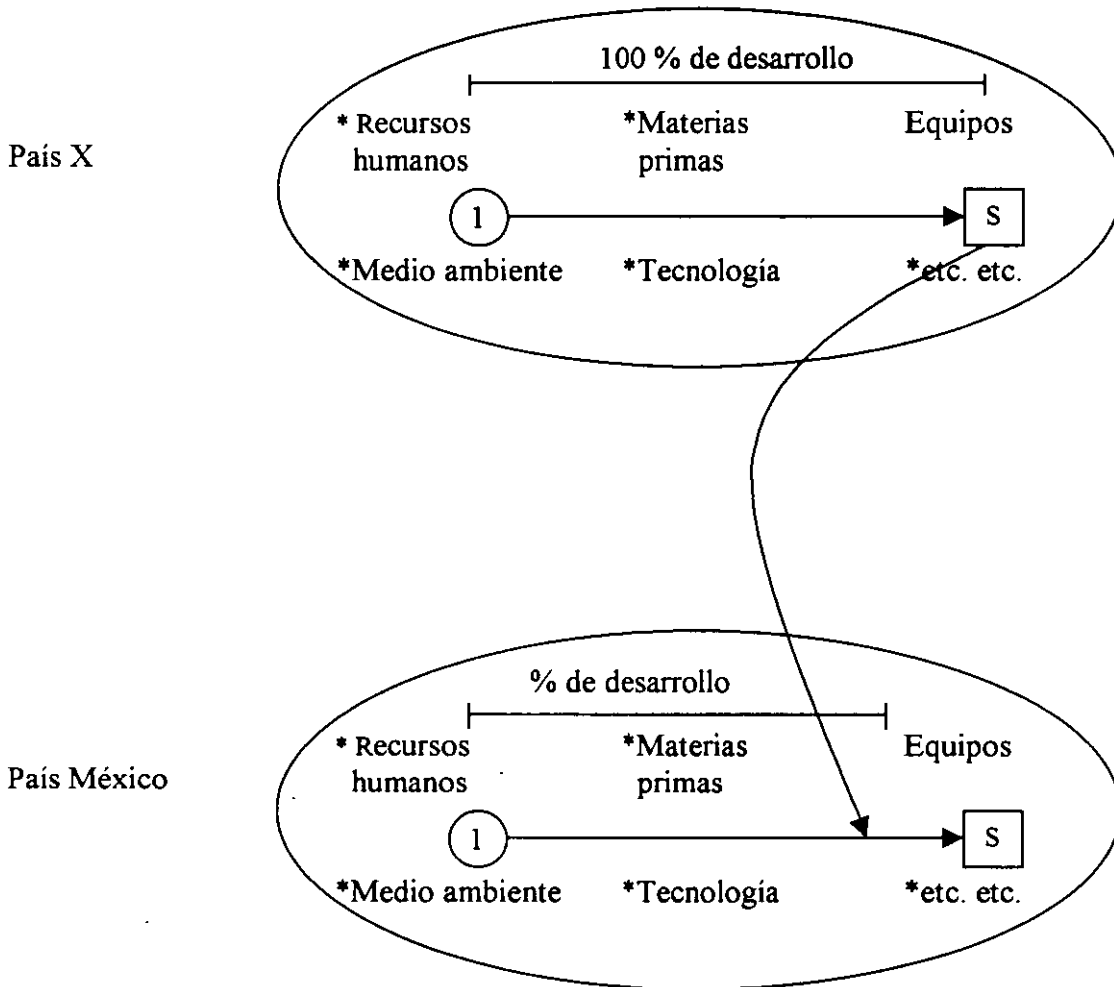 100 % de desarrollo
País X
* Recursos humanos
*Materias primas
Equipos
1
S
*Medio ambiente
*Tecnología
*etc. etc.
% de desarrollo
País México
* Recursos humanos
*Materias primas
Equipos
1
S
*Medio ambiente
*Tecnología
*etc. etc.